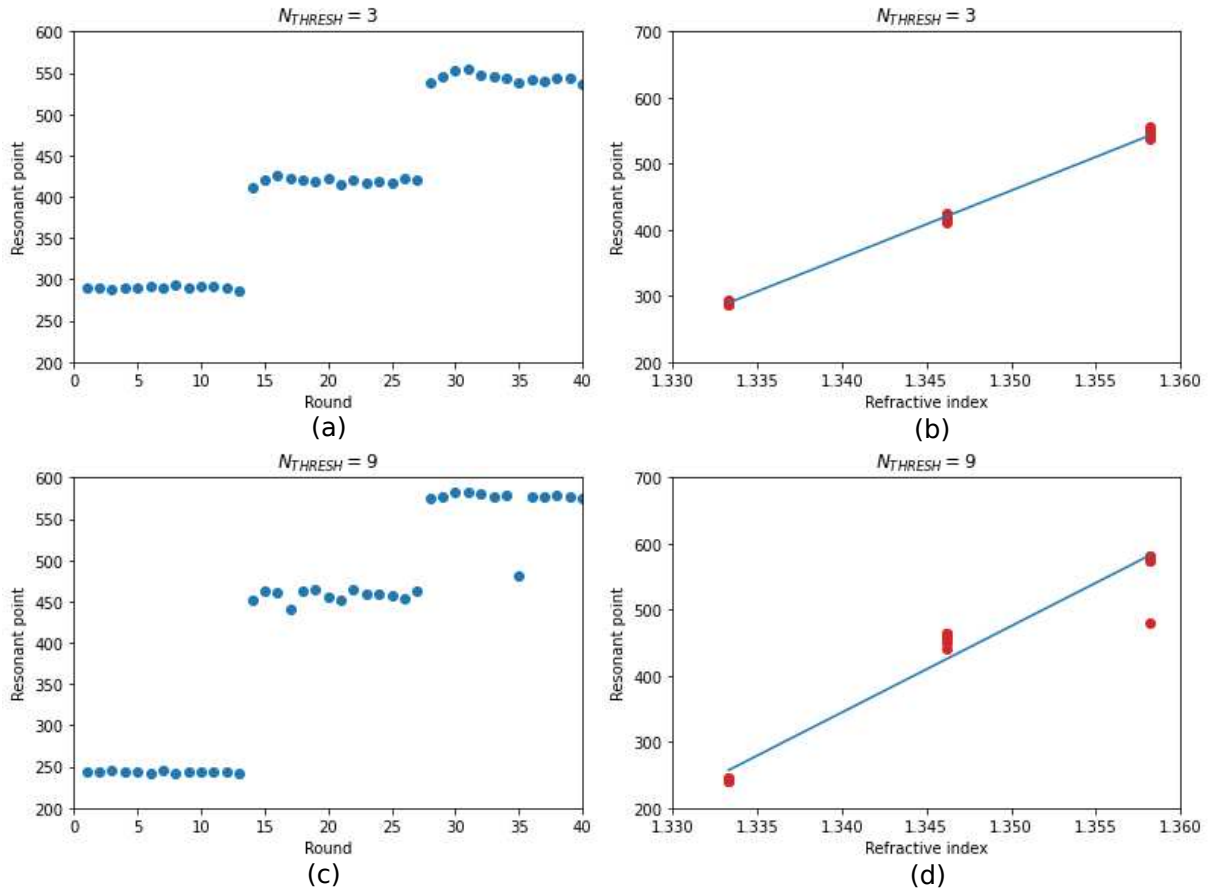 N_THRESH = 3
600
550
500
450
400
350
300
250
200
Resonant point
0 5 10 15 20 25 30 35 40
Round
(a)
N_THRESH = 3
700
600
500
400
300
200
Resonant point
1.330 1.335 1.340 1.345 1.350 1.355 1.360
Refractive index
(b)
N_THRESH = 9
600
550
500
450
400
350
300
250
200
Resonant point
0 5 10 15 20 25 30 35 40
Round
(c)
N_THRESH = 9
700
600
500
400
300
200
Resonant point
1.330 1.335 1.340 1.345 1.350 1.355 1.360
Refractive index
(d)